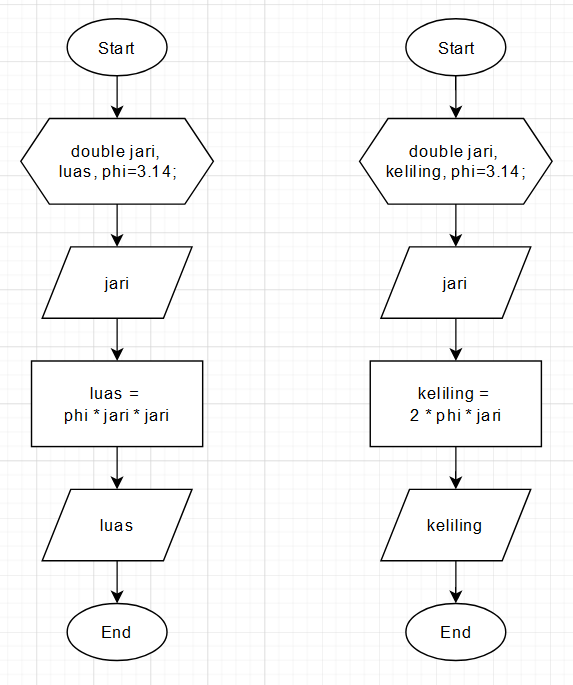 Start
double jari,
luas, phi=3.14;
jari
luas =
phi * jari * jari
luas
End
Start
double jari,
keliling, phi=3.14;
jari
keliling =
2 * phi * jari
keliling
End